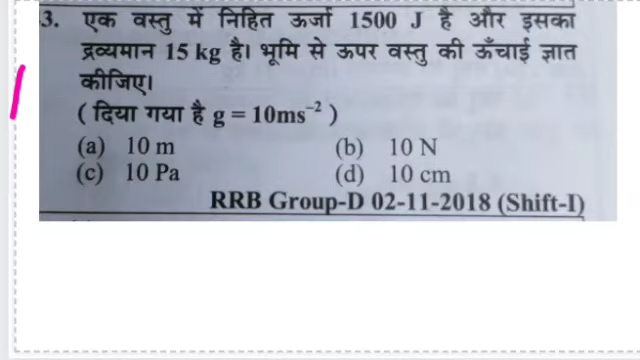 3. एक वस्तु में निहित ऊर्जा 1500 J है और इसका
द्रव्यमान 15 kg है। भूमि से ऊपर वस्तु की ऊँचाई ज्ञात
कीजिए।
( दिया गया है g = 10ms⁻² )
(a) 10 m (b) 10 N
(c) 10 Pa (d) 10 cm
RRB Group-D 02-11-2018 (Shift-I)